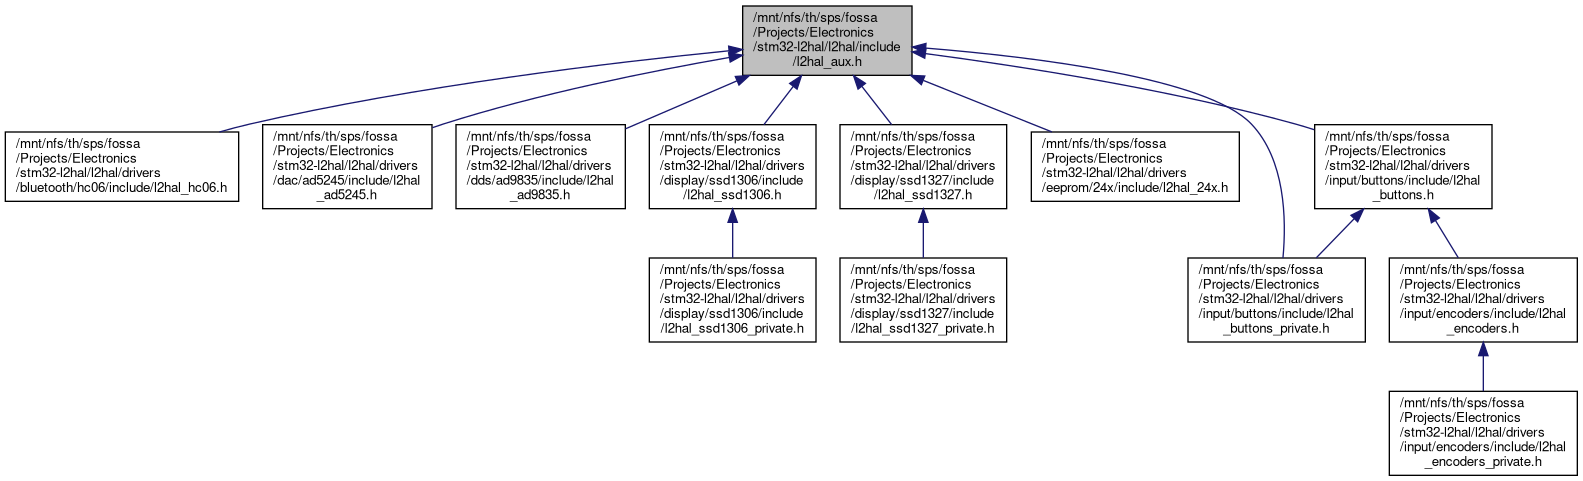 /mnt/nfs/th/sps/fossa
/Projects/Electronics
/stm32-l2hal/l2hal/include
/l2hal_aux.h
/mnt/nfs/th/sps/fossa
/Projects/Electronics
/stm32-l2hal/l2hal/drivers
/bluetooth/hc06/include/l2hal_hc06.h
/mnt/nfs/th/sps/fossa
/Projects/Electronics
/stm32-l2hal/l2hal/drivers
/dac/ad5245/include/l2hal
_ad5245.h
/mnt/nfs/th/sps/fossa
/Projects/Electronics
/stm32-l2hal/l2hal/drivers
/dds/ad9835/include/l2hal
_ad9835.h
/mnt/nfs/th/sps/fossa
/Projects/Electronics
/stm32-l2hal/l2hal/drivers
/display/ssd1306/include
/l2hal_ssd1306.h
/mnt/nfs/th/sps/fossa
/Projects/Electronics
/stm32-l2hal/l2hal/drivers
/display/ssd1327/include
/l2hal_ssd1327.h
/mnt/nfs/th/sps/fossa
/Projects/Electronics
/stm32-l2hal/l2hal/drivers
/eeprom/24x/include/l2hal_24x.h
/mnt/nfs/th/sps/fossa
/Projects/Electronics
/stm32-l2hal/l2hal/drivers
/input/buttons/include/l2hal
_buttons.h
/mnt/nfs/th/sps/fossa
/Projects/Electronics
/stm32-l2hal/l2hal/drivers
/display/ssd1306/include
/l2hal_ssd1306_private.h
/mnt/nfs/th/sps/fossa
/Projects/Electronics
/stm32-l2hal/l2hal/drivers
/display/ssd1327/include
/l2hal_ssd1327_private.h
/mnt/nfs/th/sps/fossa
/Projects/Electronics
/stm32-l2hal/l2hal/drivers
/input/buttons/include/l2hal
_buttons_private.h
/mnt/nfs/th/sps/fossa
/Projects/Electronics
/stm32-l2hal/l2hal/drivers
/input/encoders/include/l2hal
_encoders.h
/mnt/nfs/th/sps/fossa
/Projects/Electronics
/stm32-l2hal/l2hal/drivers
/input/encoders/include/l2hal
_encoders_private.h